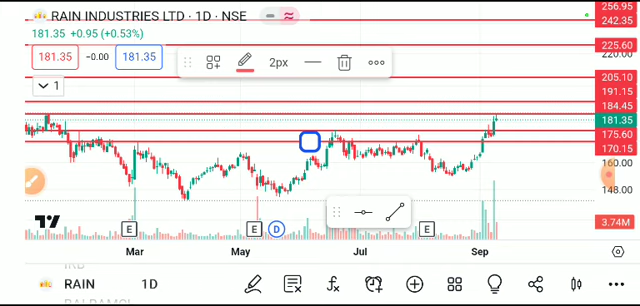 RAIN INDUSTRIES LTD · 1D · NSE
181.35 +0.95 (+0.53%)
181.35 −0.00 181.35
2px
1
256.95
242.35
225.60
220.00
205.10
191.15
184.45
181.35
175.60
170.15
160.00
148.00
3.74M
E E D E
Mar May Jul Sep
RAIN 1D